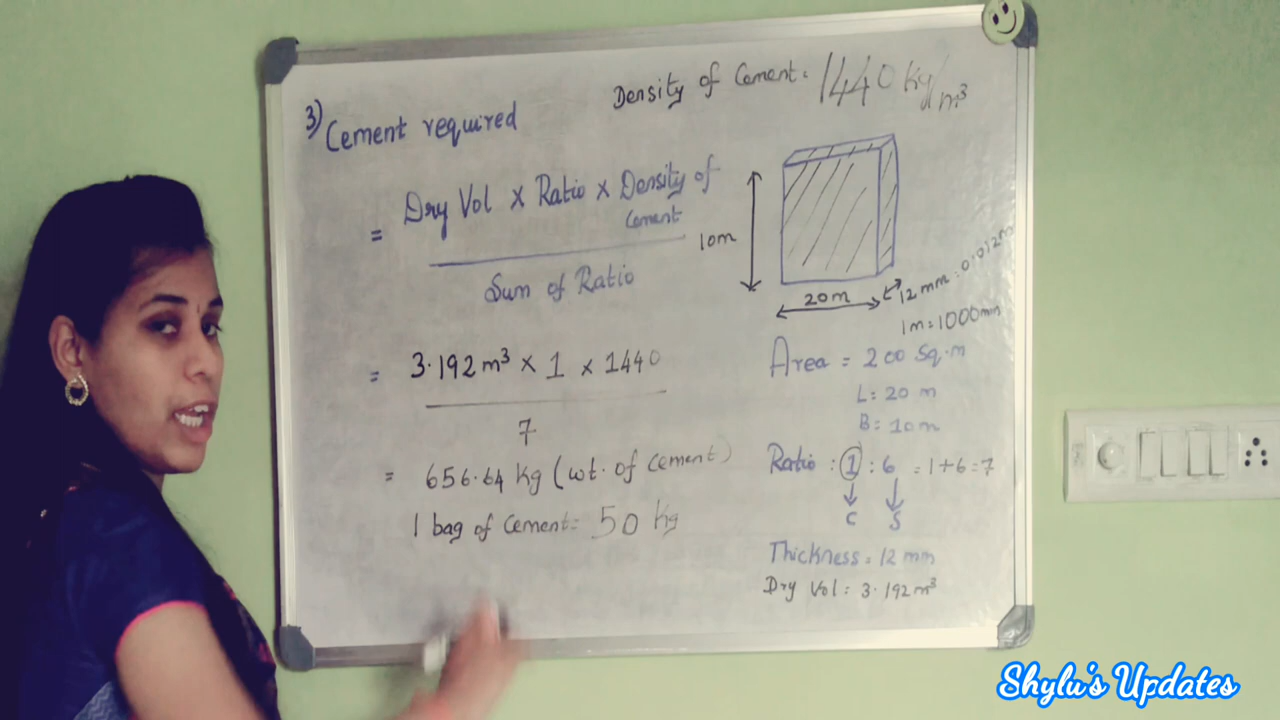 3) Cement required
Density of Cement: 1440 kg/m³
= Dry Vol x Ratio x Density of Cement
Sum of Ratio
= 3.192 m³ x 1 x 1440
7
= 656.64 kg (wt. of cement)
1 bag of cement = 50 kg
10m
20m
12 mm : 0.012m
1m = 1000mm
Area = 200 Sq.m
L: 20 m
B: 10m
Ratio : 1 : 6 = 1+6=7
C S
Thickness = 12 mm
Dry Vol: 3.192m³
Shylu's Updates